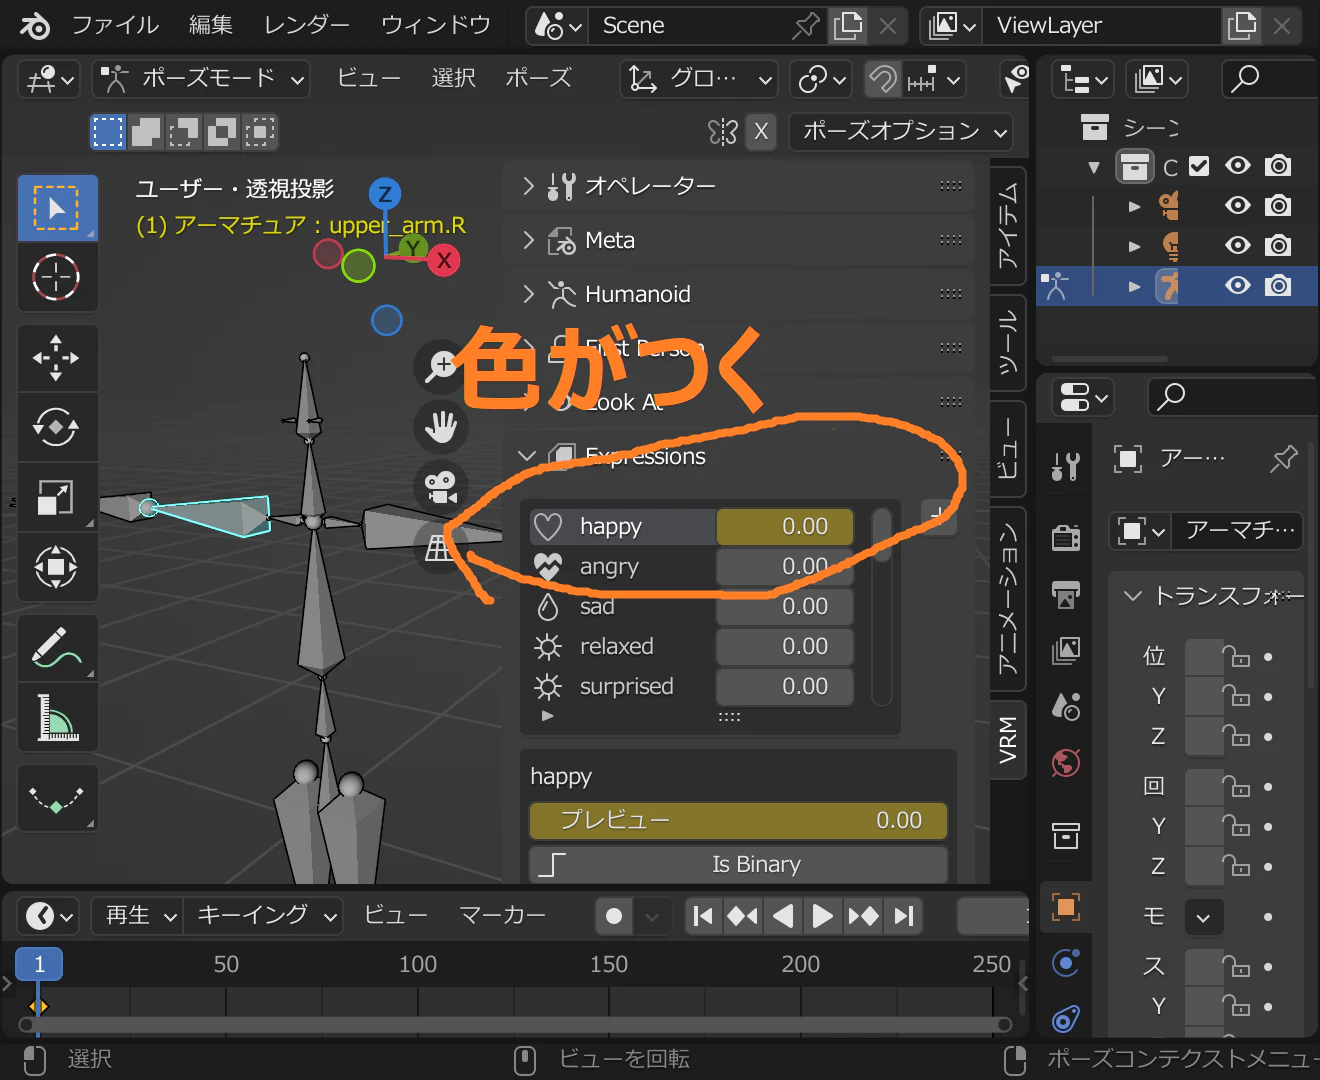 ファイル 編集 レンダー ウィンドウ Scene ViewLayer
ポーズモード ビュー 選択 ポーズ グロ…
X ポーズオプション
シーン
C
ユーザー・透視投影
(1) アーマチュア : upper_arm.R
Z
Y
X
オペレーター
Meta
Humanoid
First Person
Look At
色がつく
Expressions
happy 0.00
angry 0.00
sad 0.00
relaxed 0.00
surprised 0.00
happy
プレビュー 0.00
Is Binary
アイテム
ツール
ビュー
アニメーション
VRM
アー…
アーマチ…
トランスフォー
位
Y
Z
回
Y
Z
モ
ス
Y
再生 キーイング ビュー マーカー
1 50 100 150 200 250
選択 ビューを回転 ポーズコンテクストメニュー